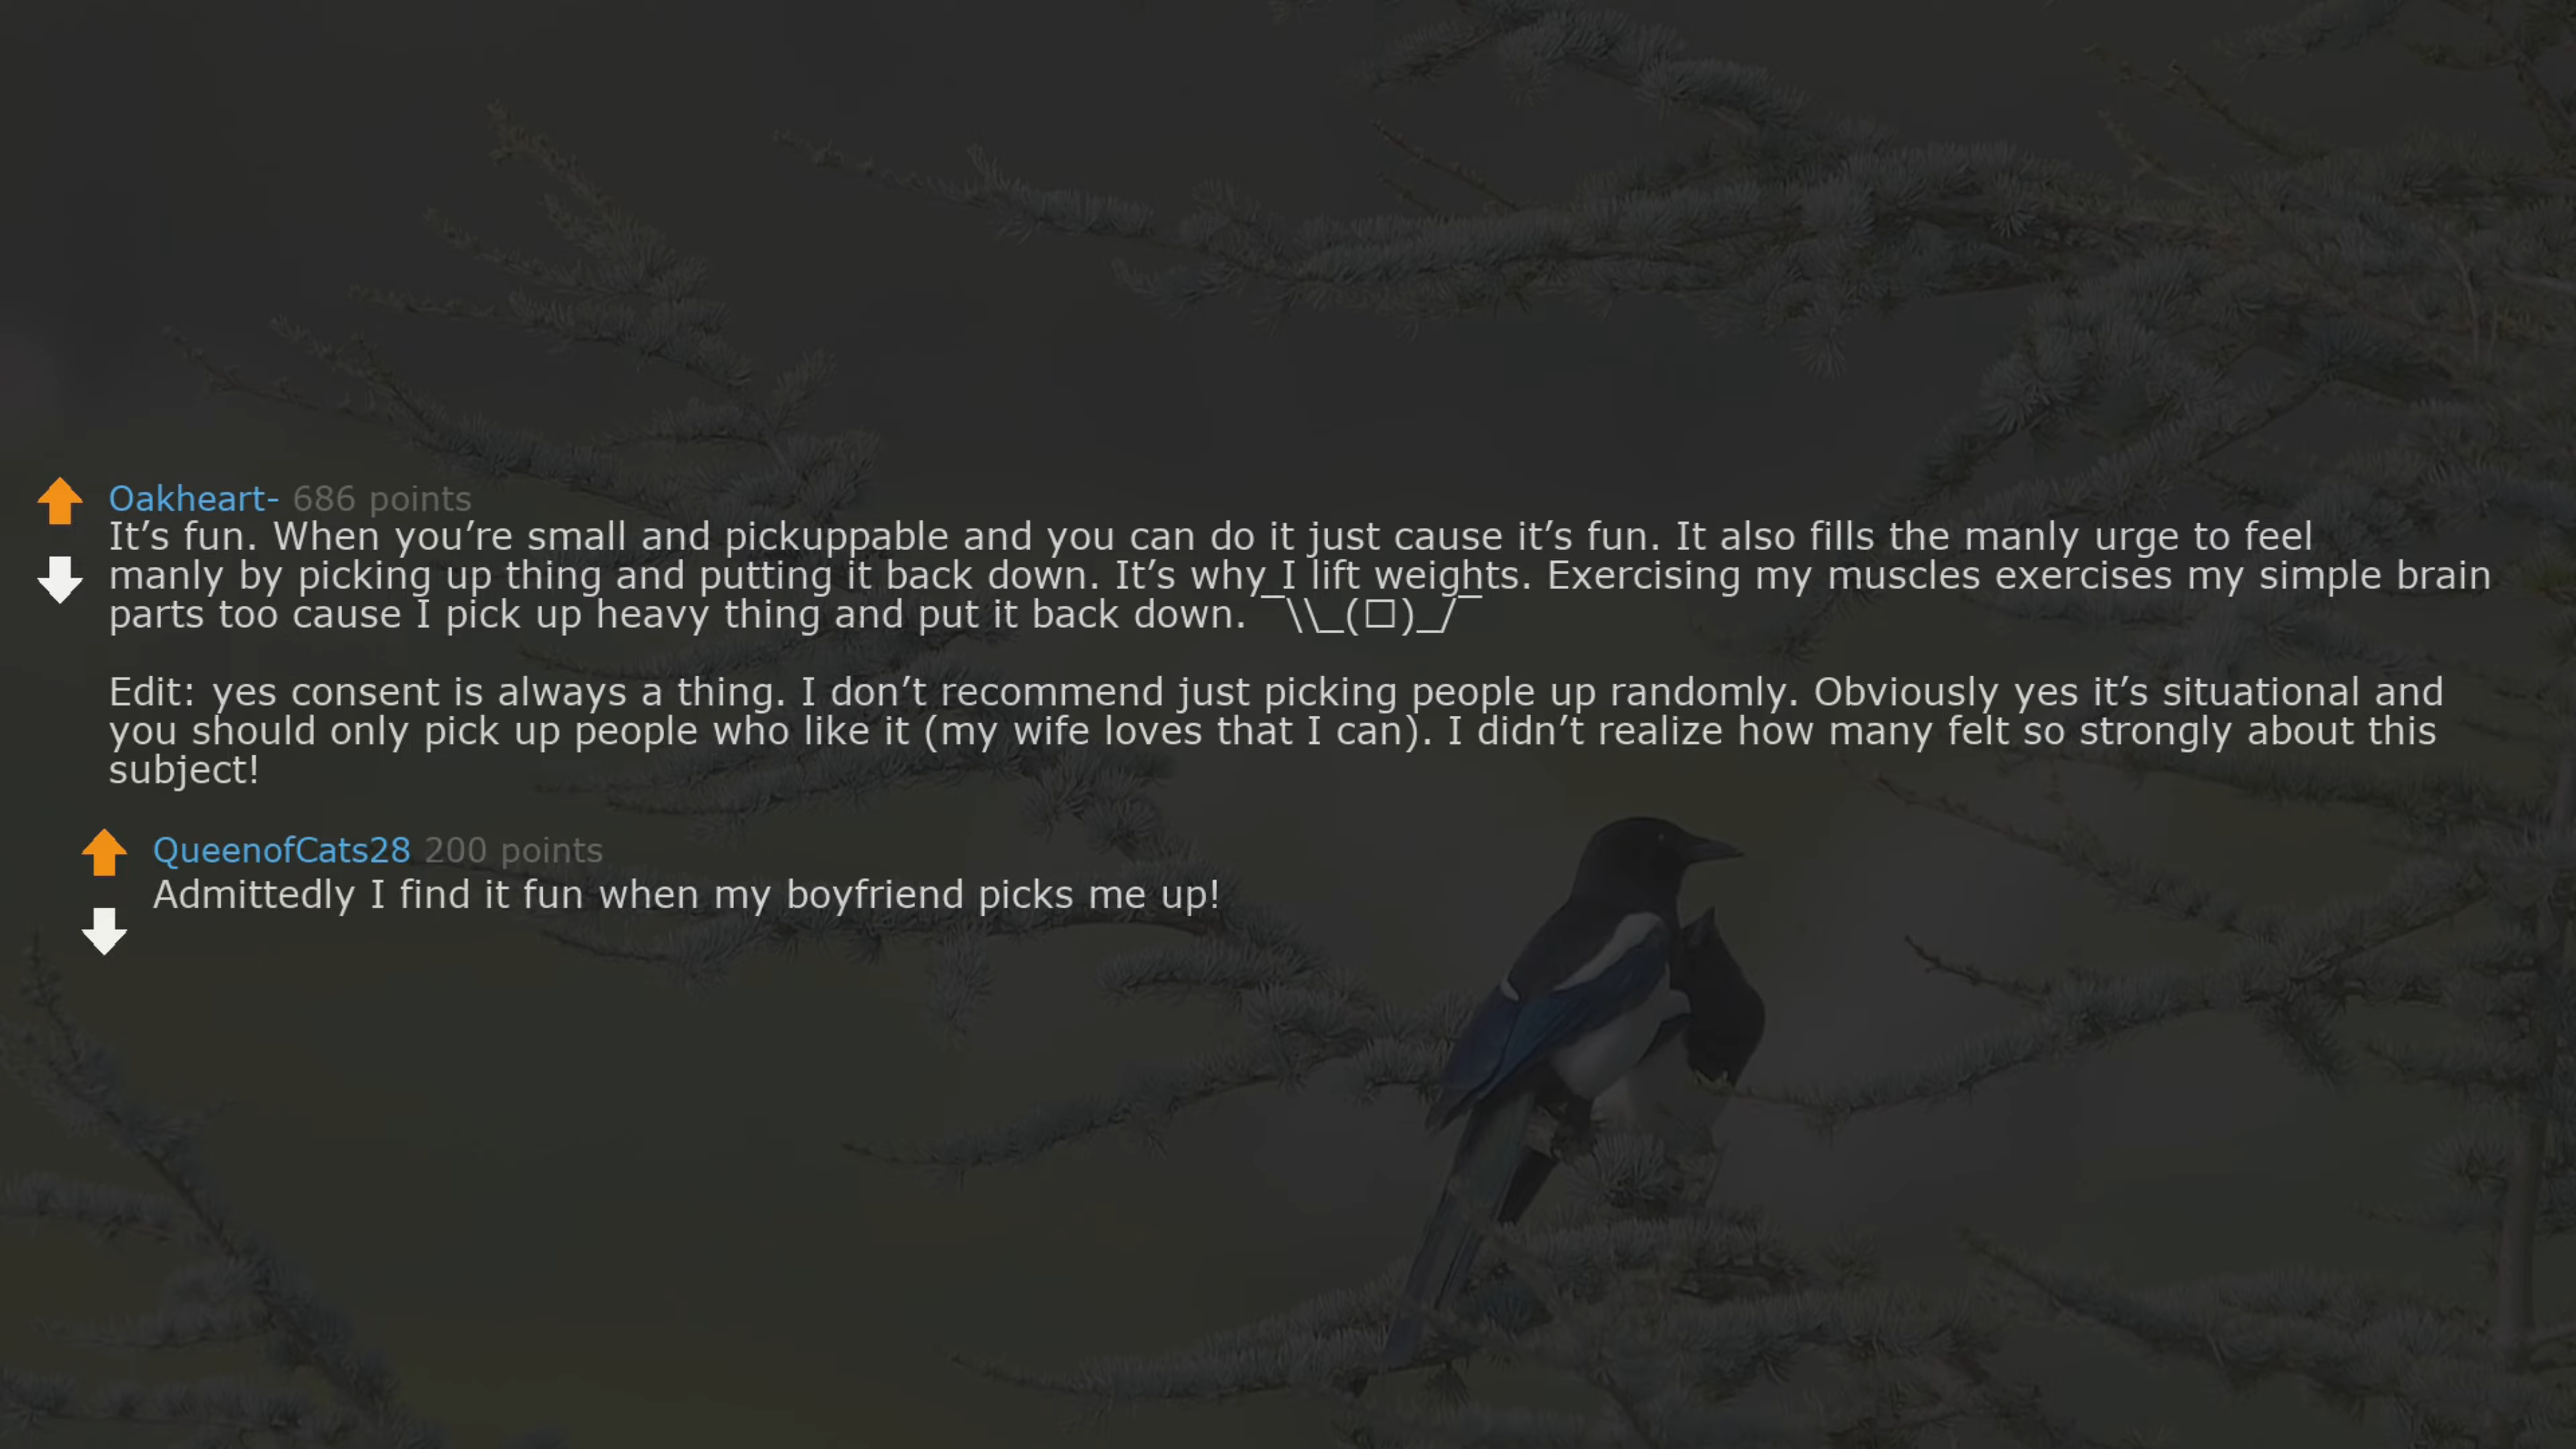 Oakheart- 686 points
It’s fun. When you’re small and pickuppable and you can do it just cause it’s fun. It also fills the manly urge to feel
manly by picking up thing and putting it back down. It’s why I lift weights. Exercising my muscles exercises my simple brain
parts too cause I pick up heavy thing and put it back down. ¯\\_(□)_/¯
Edit: yes consent is always a thing. I don’t recommend just picking people up randomly. Obviously yes it’s situational and
you should only pick up people who like it (my wife loves that I can). I didn’t realize how many felt so strongly about this
subject!
QueenofCats28 200 points
Admittedly I find it fun when my boyfriend picks me up!